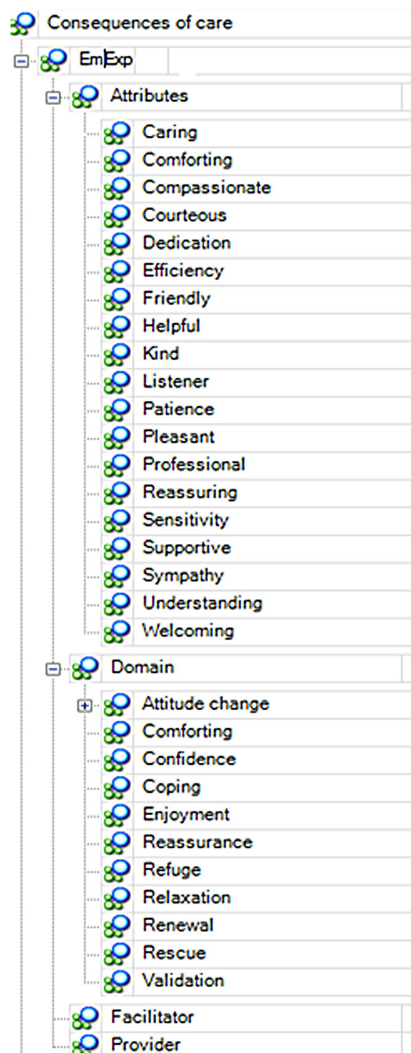 Consequences of care
EmExp
Attributes
Caring
Comforting
Compassionate
Courteous
Dedication
Efficiency
Friendly
Helpful
Kind
Listener
Patience
Pleasant
Professional
Reassuring
Sensitivity
Supportive
Sympathy
Understanding
Welcoming
Domain
Attitude change
Comforting
Confidence
Coping
Enjoyment
Reassurance
Refuge
Relaxation
Renewal
Rescue
Validation
Facilitator
Provider